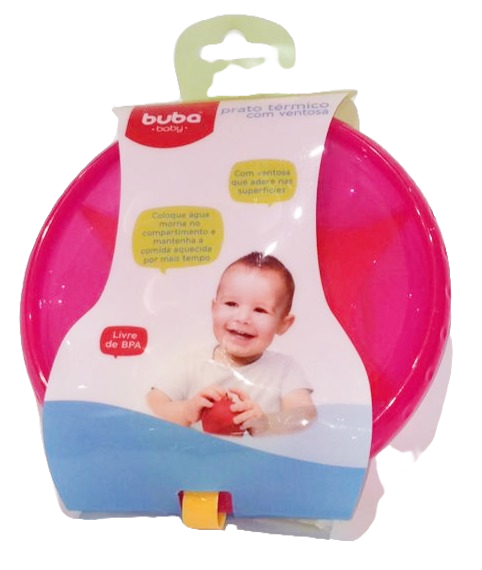 buba
•baby•
prato térmico
com ventosa
Com ventosa
que adere nas
superfícies
Coloque água
morna no
compartimento e
mantenha a
comida aquecida
por mais tempo
Livre
de BPA